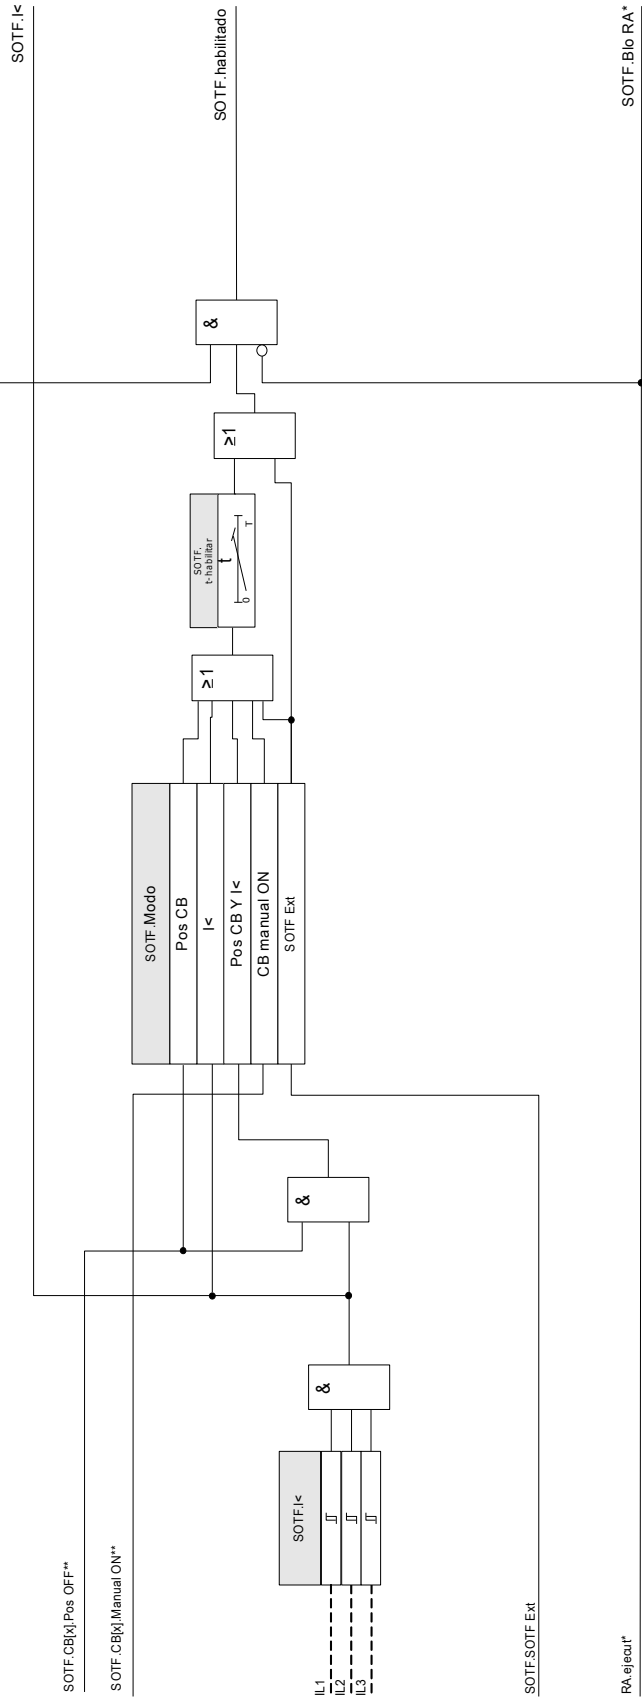 SOTF.I<
SOTF.habilitado
SOTF.Blo RA*
&
≥1
SOTF.
t-habilitar
t
0
T
≥1
SOTF.Modo
Pos CB
I<
Pos CB Y I<
CB manual ON
SOTF Ext
&
&
SOTF.I<
SOTF.CB[x].Pos OFF**
SOTF.CB[x].Manual ON**
IL1
IL2
IL3
SOTF.SOTF Ext
RA.ejecut*